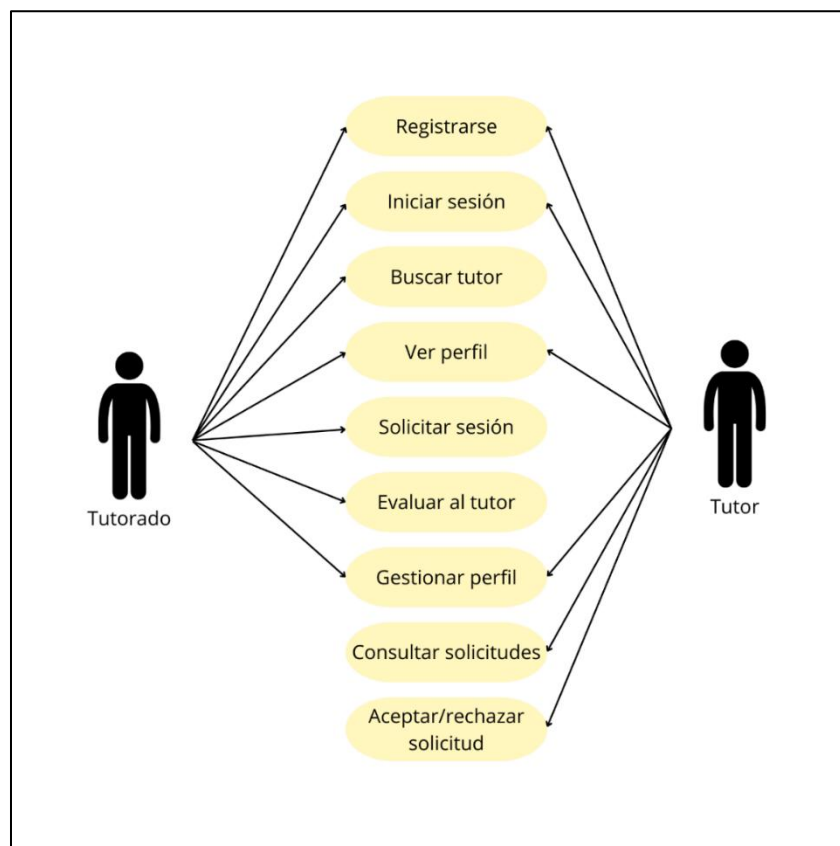 Registrarse
Iniciar sesión
Buscar tutor
Ver perfil
Solicitar sesión
Evaluar al tutor
Gestionar perfil
Consultar solicitudes
Aceptar/rechazar
solicitud
Tutorado
Tutor